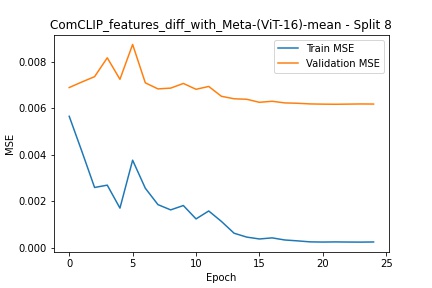 ComCLIP_features_diff_with_Meta-(ViT-16)-mean - Split 8
Train MSE
Validation MSE
0.008
0.006
0.004
0.002
0.000
MSE
0 5 10 15 20 25
Epoch